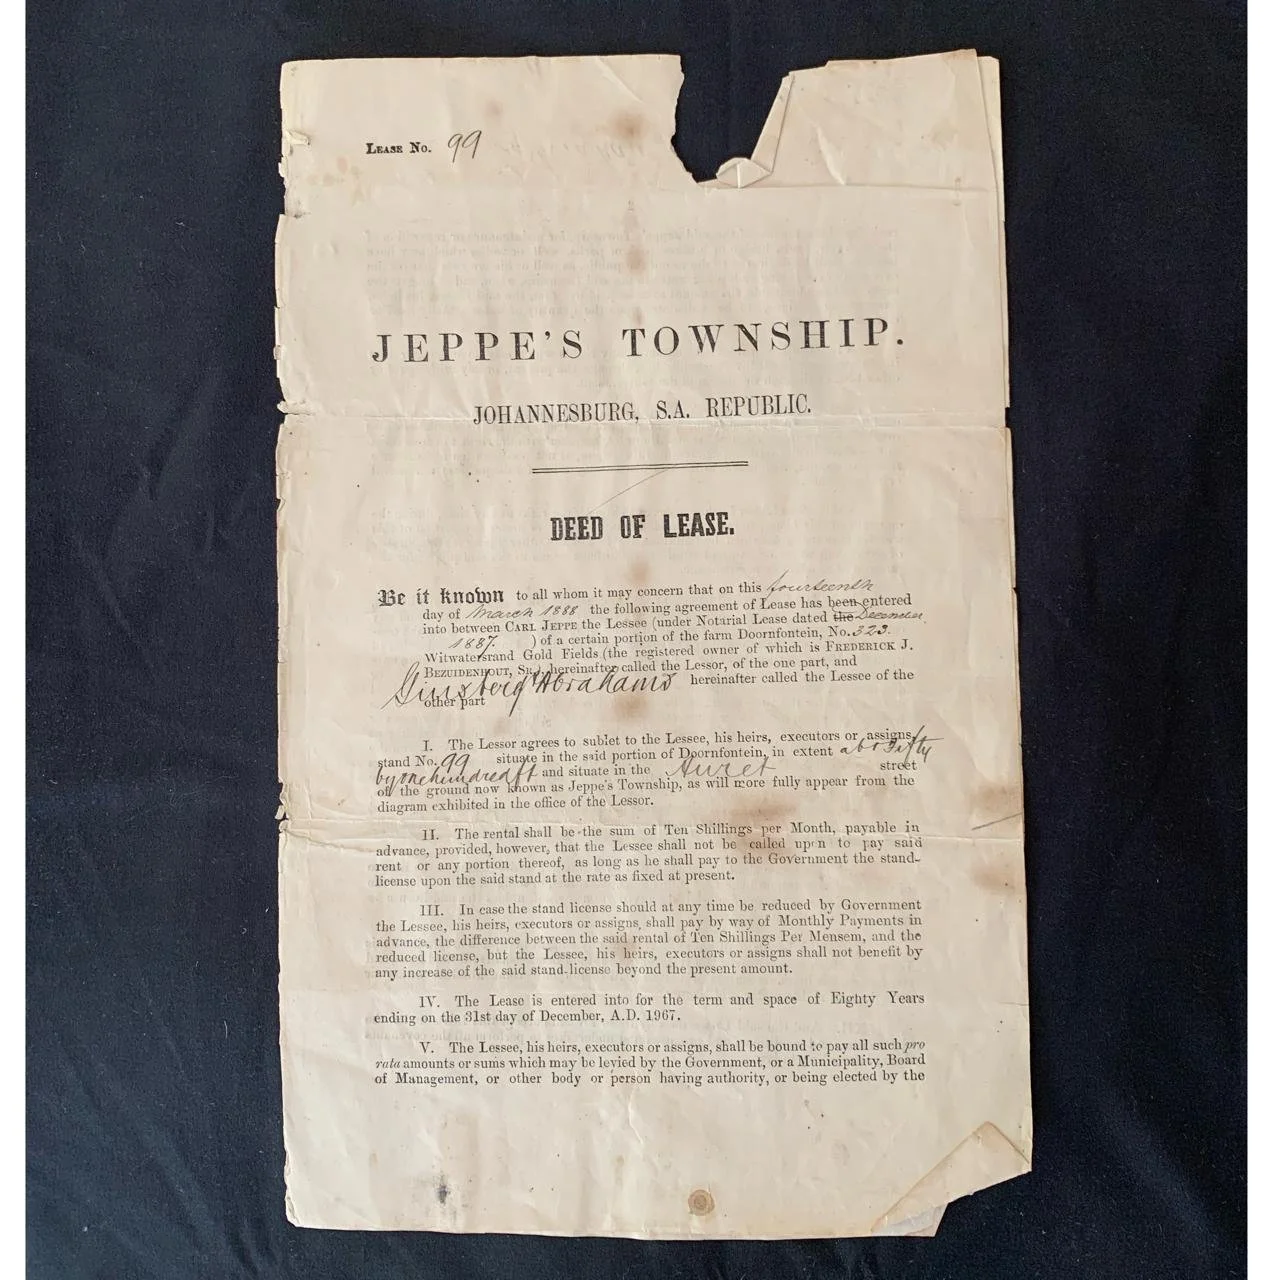 LEASE No. 99
JEPPE'S TOWNSHIP.
JOHANNESBURG, S.A. REPUBLIC.
DEED OF LEASE.
Be it known to all whom it may concern that on this fourteenth
day of March 1888 the following agreement of Lease has been entered
into between CARL JEPPE the Lessee (under Notarial Lease dated the December
1887. ) of a certain portion of the farm Doornfontein, No. 323.
Witwatersrand Gold Fields (the registered owner of which is FREDERICK J.
BEZUIDENHOUT, SR.), hereinafter called the Lessor, of the one part, and
Ginsberg & Abrahams hereinafter called the Lessee of the
other part
I. The Lessor agrees to sublet to the Lessee, his heirs, executors or assigns,
stand No. 99 situate in the said portion of Doornfontein, in extent abt Fifty
by one hundred ft and situate in the Auret street
of the ground now known as Jeppe's Township, as will more fully appear from the
diagram exhibited in the office of the Lessor.
II. The rental shall be the sum of Ten Shillings per Month, payable in
advance, provided, however, that the Lessee shall not be called upon to pay said
rent or any portion thereof, as long as he shall pay to the Government the stand-
license upon the said stand at the rate as fixed at present.
III. In case the stand license should at any time be reduced by Government
the Lessee, his heirs, executors or assigns, shall pay by way of Monthly Payments in
advance, the difference between the said rental of Ten Shillings Per Mensem, and the
reduced license, but the Lessee, his heirs, executors or assigns shall not benefit by
any increase of the said stand-license beyond the present amount.
IV. The Lease is entered into for the term and space of Eighty Years
ending on the 31st day of December, A.D. 1967.
V. The Lessee, his heirs, executors or assigns, shall be bound to pay all such pro
rata amounts or sums which may be levied by the Government, or a Municipality, Board
of Management, or other body or person having authority, or being elected by the